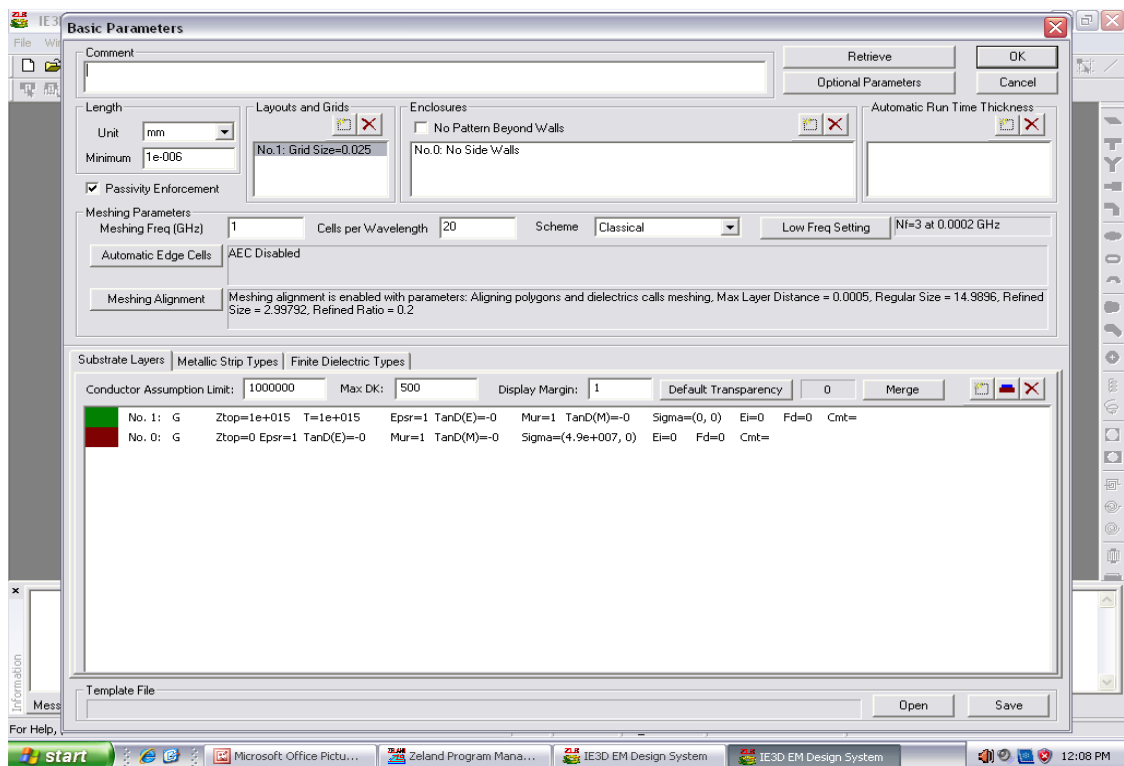 IE3
Basic Parameters
File Wi
Comment
Retrieve
OK
Optional Parameters
Cancel
Length
Layouts and Grids
Enclosures
Automatic Run Time Thickness
Unit mm
No Pattern Beyond Walls
Minimum 1e-006
No.1: Grid Size=0.025
No.0: No Side Walls
Passivity Enforcement
Meshing Parameters
Meshing Freq (GHz) 1 Cells per Wavelength 20 Scheme Classical Low Freq Setting Nf=3 at 0.0002 GHz
Automatic Edge Cells AEC Disabled
Meshing Alignment Meshing alignment is enabled with parameters: Aligning polygons and dielectrics calls meshing, Max Layer Distance = 0.0005, Regular Size = 14.9896, Refined
Size = 2.99792, Refined Ratio = 0.2
Substrate Layers Metallic Strip Types Finite Dielectric Types
Conductor Assumption Limit: 1000000 Max DK: 500 Display Margin: 1 Default Transparency 0 Merge
No. 1: G Ztop=1e+015 T=1e+015 Epsr=1 TanD(E)=-0 Mur=1 TanD(M)=-0 Sigma=(0, 0) Ei=0 Fd=0 Cmt=
No. 0: G Ztop=0 Epsr=1 TanD(E)=-0 Mur=1 TanD(M)=-0 Sigma=(4.9e+007, 0) Ei=0 Fd=0 Cmt=
Information
Template File
Open
Save
Mess
For Help,
start
Microsoft Office Pictu...
Zeland Program Mana...
IE3D EM Design System
IE3D EM Design System
12:08 PM